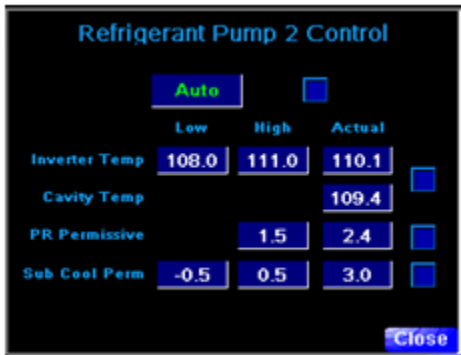 Refrigerant Pump 2 Control
Auto
Low High Actual
Inverter Temp 108.0 111.0 110.1
Cavity Temp 109.4
PR Permissive 1.5 2.4
Sub Cool Perm -0.5 0.5 3.0
Close